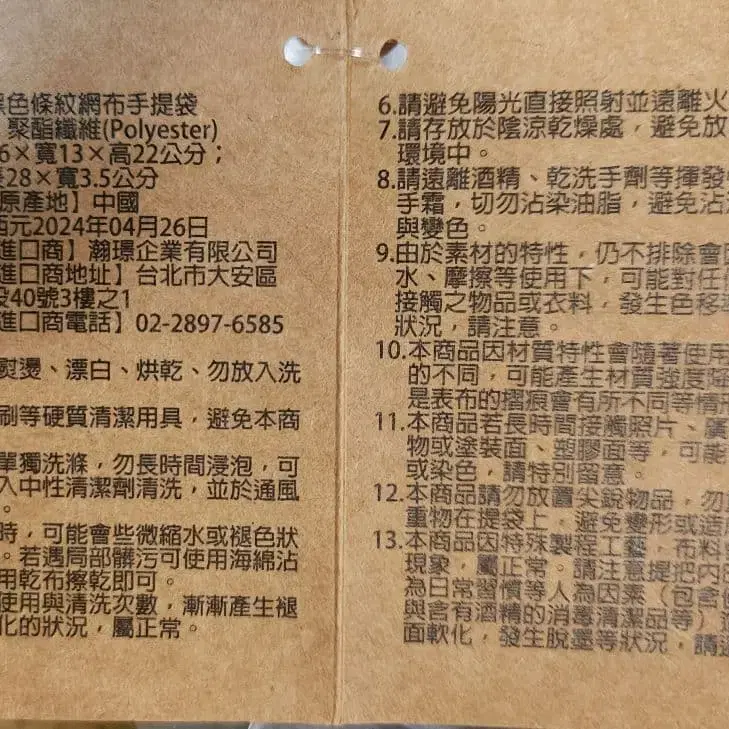 黑色條紋網布手提袋
聚酯纖維(Polyester)
6×寬13×高22公分；
長28×寬3.5公分
原產地】中國
西元2024年04月26日
進口商】瀚璟企業有限公司
進口商地址】台北市大安區
段40號3樓之1
進口商電話】02-2897-6585
熨燙、漂白、烘乾、勿放入洗
刷等硬質清潔用具，避免本商
單獨洗滌，勿長時間浸泡，可
入中性清潔劑清洗，並於通風
。
時，可能會些微縮水或褪色狀
。若遇局部髒污可使用海綿沾
用乾布擦乾即可。
使用與清洗次數，漸漸產生褪
化的狀況，屬正常。
6.請避免陽光直接照射並遠離火
7.請存放於陰涼乾燥處，避免放
環境中。
8.請遠離酒精、乾洗手劑等揮發
手霜，切勿沾染油脂，避免沾
與變色。
9.由於素材的特性，仍不排除會因
水、摩擦等使用下，可能對任
接觸之物品或衣料，發生色移
狀況，請注意。
10.本商品因材質特性會隨著使用
的不同，可能產生材質強度降
是表布的摺痕會有所不同等情形
11.本商品若長時間接觸照片、廣
物或塗裝面、塑膠面等，可能
或染色，請特別留意。
12.本商品請勿放置尖銳物品，勿
重物在提袋上，避免變形或造
13.本商品因特殊製程工藝，布料
現象，屬正常。請注意提把內
為日常習慣等人為因素（包含
與含有酒精的消毒清潔品等）
面軟化，發生脫墨等狀況，請